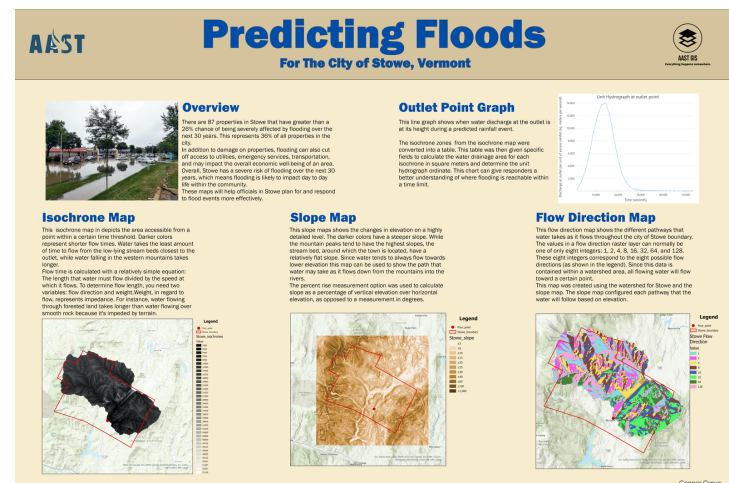 AAST
Predicting Floods
For The City of Stowe, Vermont
AAST GIS
Everything happens somewhere.
Overview
There are 87 properties in Stowe that have greater than a
26% chance of being severely affected by flooding over the
next 30 years. This represents 36% of all properties in the
city.
In addition to damage on properties, flooding can also cut
off access to utilities, emergency services, transportation,
and may impact the overall economic well-being of an area.
Overall, Stowe has a severe risk of flooding over the next 30
years, which means flooding is likely to impact day to day
life within the community.
These maps will help officials in Stowe plan for and respond
to flood events more effectively.
Outlet Point Graph
This line graph shows when water discharge at the outlet is
at its height during a predicted rainfall event.
The isochrone zones from the isochrone map were
converted into a table. This table was then given specific
fields to calculate the water drainage area for each
isochrone in square meters and determine the unit
hydrograph ordinate. This chart can give responders a
better understanding of where flooding is reachable within
a time limit.
Unit Hydrograph at outlet point
Time (seconds)
Isochrone Map
This isochrone map in depicts the area accessible from a
point within a certain time threshold. Darker colors
represent shorter flow times. Water takes the least amount
of time to flow from the low-lying stream beds closest to the
outlet, while water falling in the western mountains takes
longer.
Flow time is calculated with a relatively simple equation:
The length that water must flow divided by the speed at
which it flows. To determine flow length, you need two
variables: flow direction and weight.Weight, in regard to
flow, represents impedance. For instance, water flowing
through forested land takes longer than water flowing over
smooth rock because it's impeded by terrain.
Legend
Pour_point
Stowe_boundary
Stowe_isochrones
Value
Slope Map
This slope maps shows the changes in elevation on a highly
detailed level. The darker colors have a steeper slope. While
the mountain peaks tend to have the highest slopes, the
stream bed, around which the town is located, have a
relatively flat slope. Since water tends to always flow towards
lower elevation this map can be used to show the path that
water may take as it flows down from the mountains into the
rivers.
The percent rise measurement option was used to calculate
slope as a percentage of vertical elevation over horizontal
elevation, as opposed to a measurement in degrees.
Legend
Pour_point
Stowe_boundary
Stowe_slope
Flow Direction Map
This flow direction map shows the different pathways that
water takes as it flows throughout the city of Stowe boundary.
The values in a flow direction raster layer can normally be
one of only eight integers: 1, 2, 4, 8, 16, 32, 64, and 128.
These eight integers correspond to the eight possible flow
directions (as shown in the legend). Since this data is
contained within a watershed area, all flowing water will flow
toward a certain point.
This map was created using the watershed for Stowe and the
slope map. The slope map configured each pathway that the
water will follow based on elevation.
Legend
Pour_point
Stowe_boundary
Stowe Flow
Direction
Value